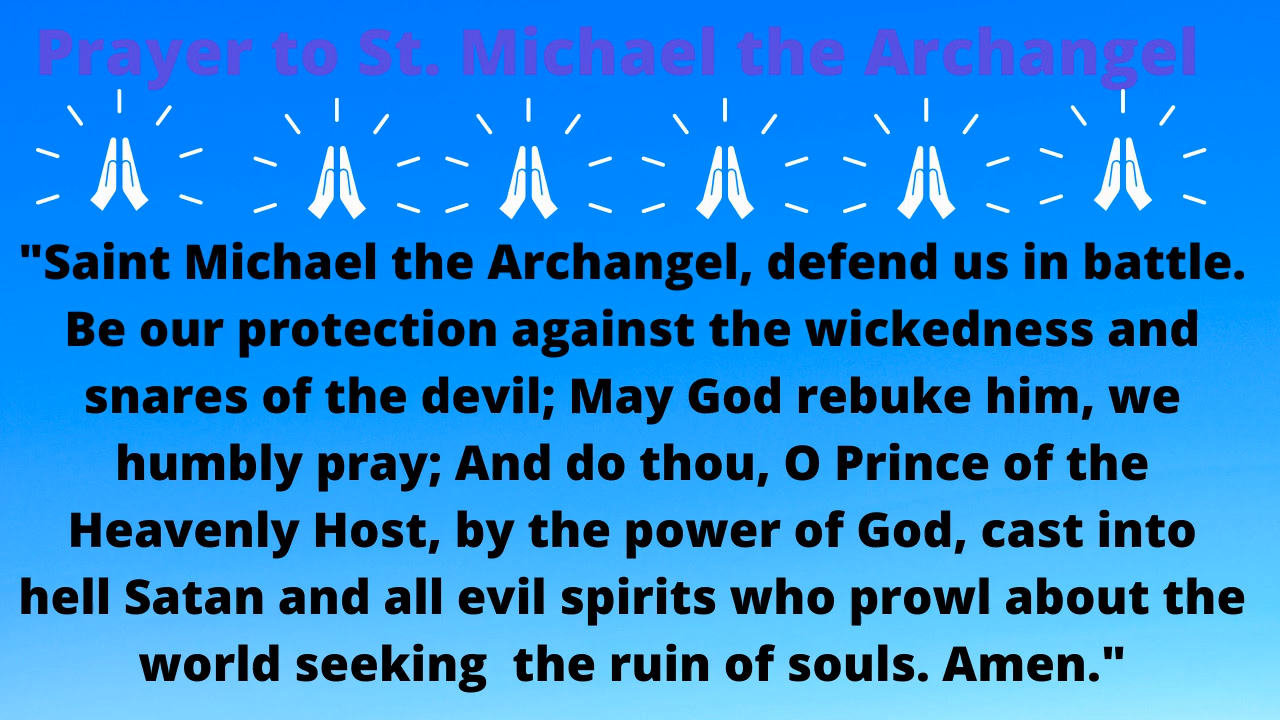 Prayer to St. Michael the Archangel
"Saint Michael the Archangel, defend us in battle.
Be our protection against the wickedness and
snares of the devil; May God rebuke him, we
humbly pray; And do thou, O Prince of the
Heavenly Host, by the power of God, cast into
hell Satan and all evil spirits who prowl about the
world seeking  the ruin of souls. Amen."